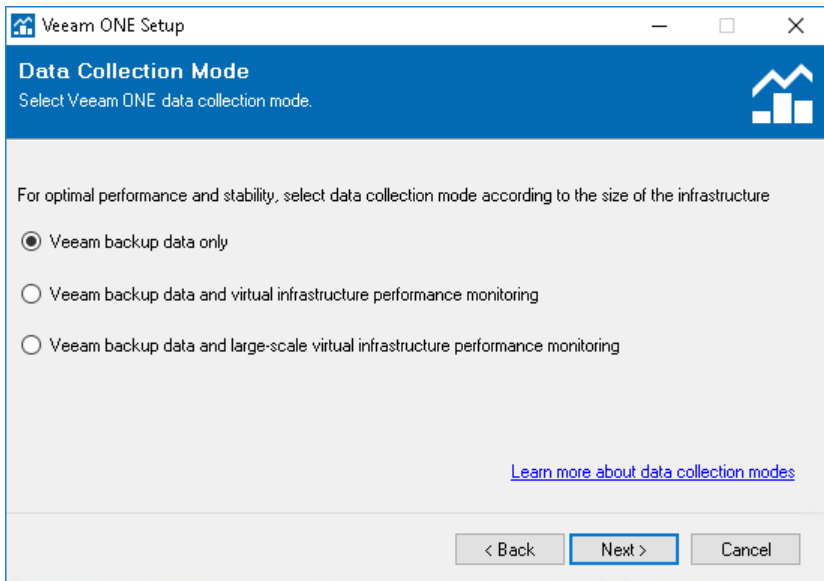 Veeam ONE Setup
Data Collection Mode
Select Veeam ONE data collection mode.
For optimal performance and stability, select data collection mode according to the size of the infrastructure
Veeam backup data only
Veeam backup data and virtual infrastructure performance monitoring
Veeam backup data and large-scale virtual infrastructure performance monitoring
Learn more about data collection modes
< Back Next > Cancel